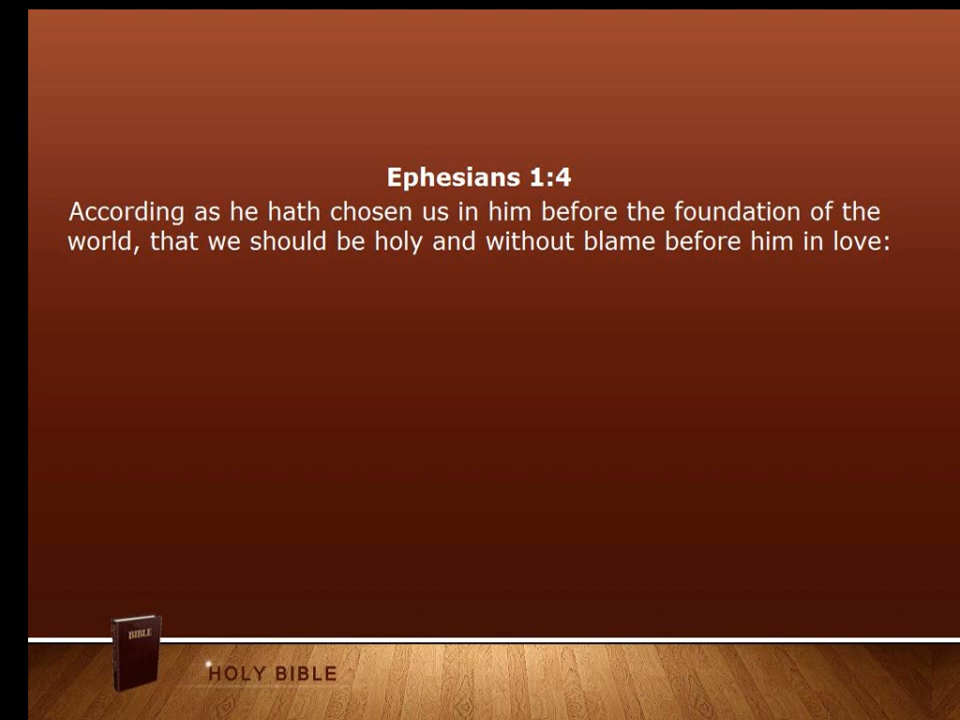 Ephesians 1:4
According as he hath chosen us in him before the foundation of the
world, that we should be holy and without blame before him in love:
BIBLE
HOLY BIBLE